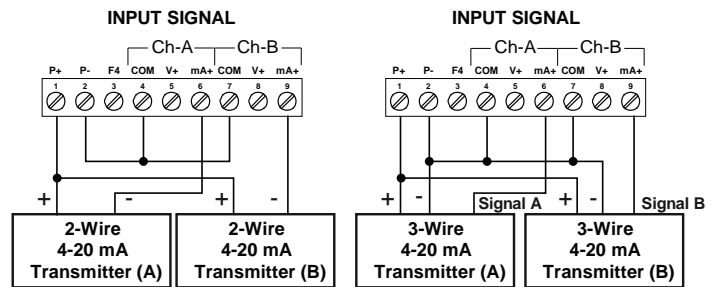 INPUT SIGNAL
Ch-A Ch-B
P+ P- F4 COM V+ mA+ COM V+ mA+
1 2 3 4 5 6 7 8 9
+ - + -
2-Wire
4-20 mA
Transmitter (A)
2-Wire
4-20 mA
Transmitter (B)
INPUT SIGNAL
Ch-A Ch-B
P+ P- F4 COM V+ mA+ COM V+ mA+
1 2 3 4 5 6 7 8 9
+ - Signal A + - Signal B
3-Wire
4-20 mA
Transmitter (A)
3-Wire
4-20 mA
Transmitter (B)